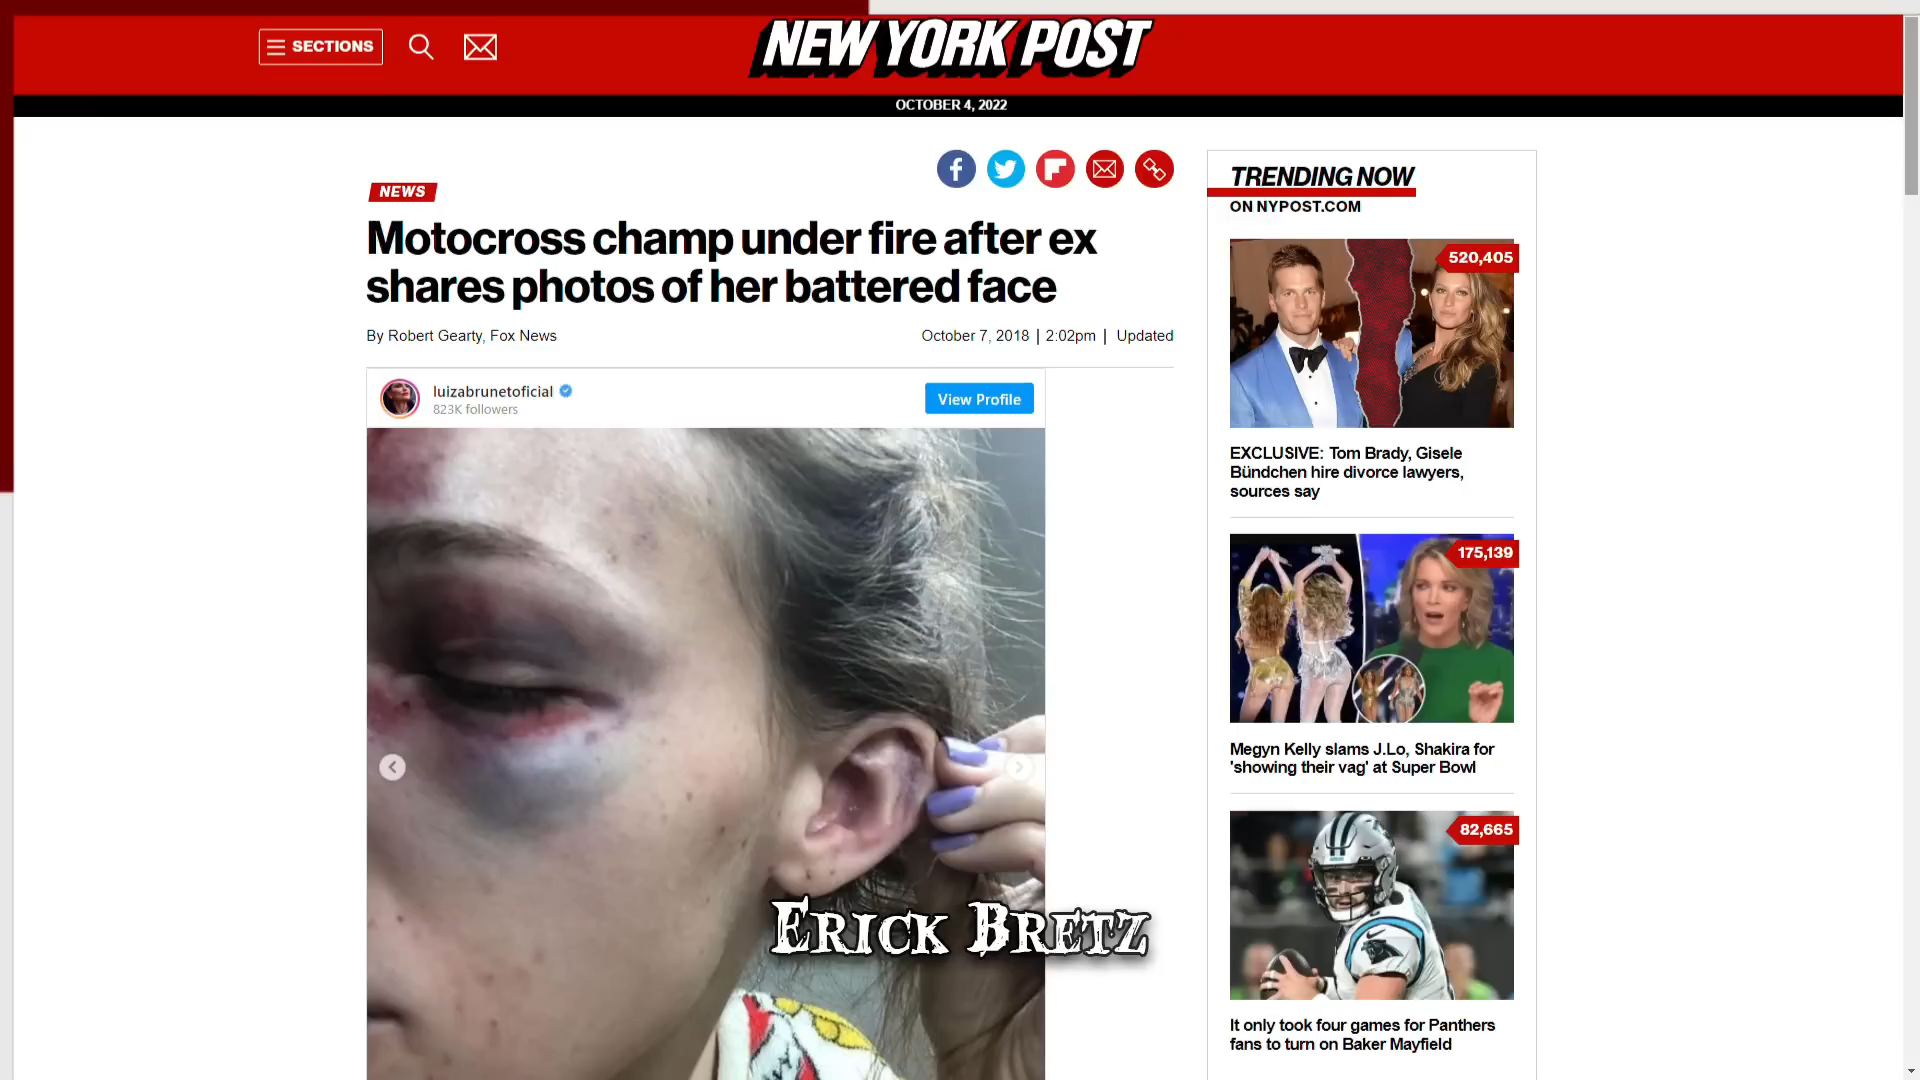 SECTIONS
NEW YORK POST
OCTOBER 4, 2022
NEWS
Motocross champ under fire after ex
shares photos of her battered face
By Robert Gearty, Fox News
October 7, 2018 | 2:02pm | Updated
luizabrunetoficial
823K followers
View Profile
ERICK BRETZ
TRENDING NOW
ON NYPOST.COM
520,405
EXCLUSIVE: Tom Brady, Gisele
Bündchen hire divorce lawyers,
sources say
175,139
Megyn Kelly slams J.Lo, Shakira for
'showing their vag' at Super Bowl
82,665
It only took four games for Panthers
fans to turn on Baker Mayfield